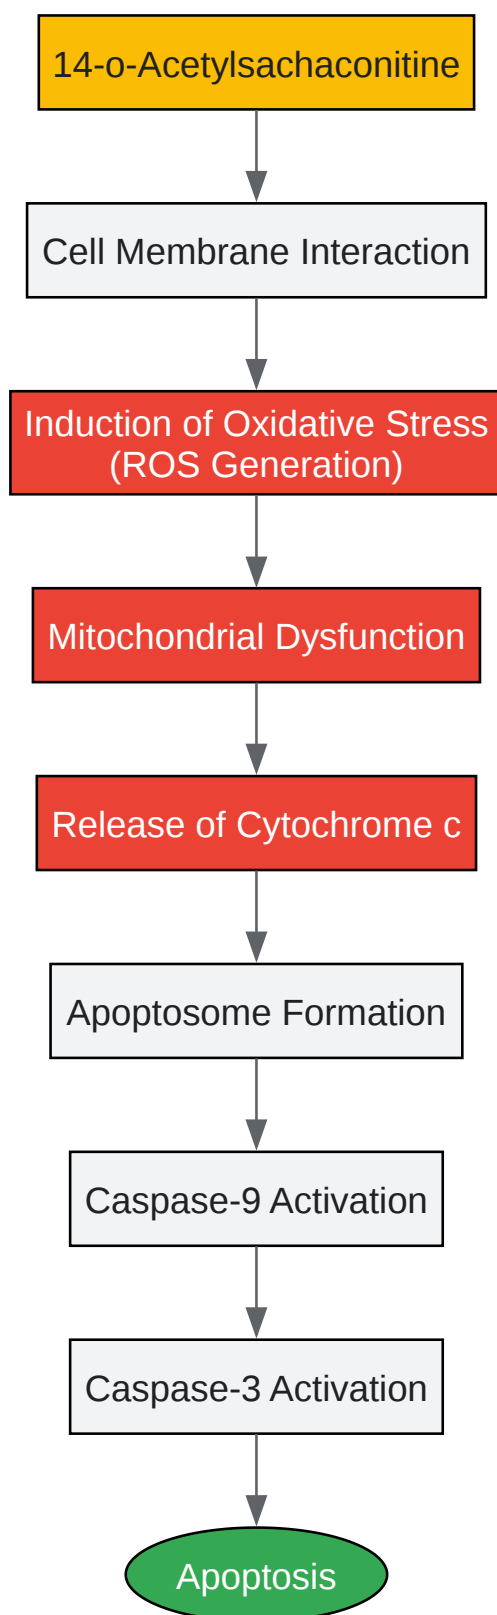 14-o-Acetylsachaconitine
Cell Membrane Interaction
Induction of Oxidative Stress
(ROS Generation)
Mitochondrial Dysfunction
Release of Cytochrome c
Apoptosome Formation
Caspase-9 Activation
Caspase-3 Activation
Apoptosis